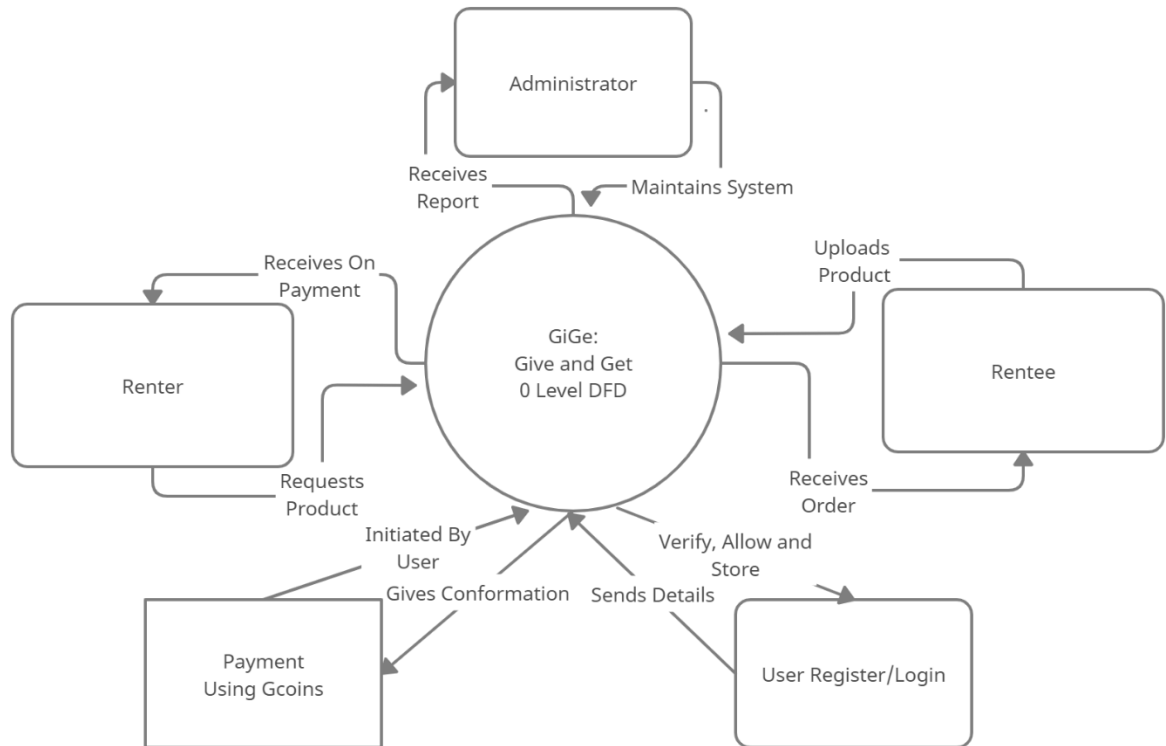 Administrator
Receives
Report
Maintains System
Receives On
Payment
Uploads
Product
GiGe:
Give and Get
0 Level DFD
Renter
Rentee
Requests
Product
Receives
Order
Initiated By
User
Verify, Allow and
Store
Gives Conformation
Sends Details
Payment
Using Gcoins
User Register/Login